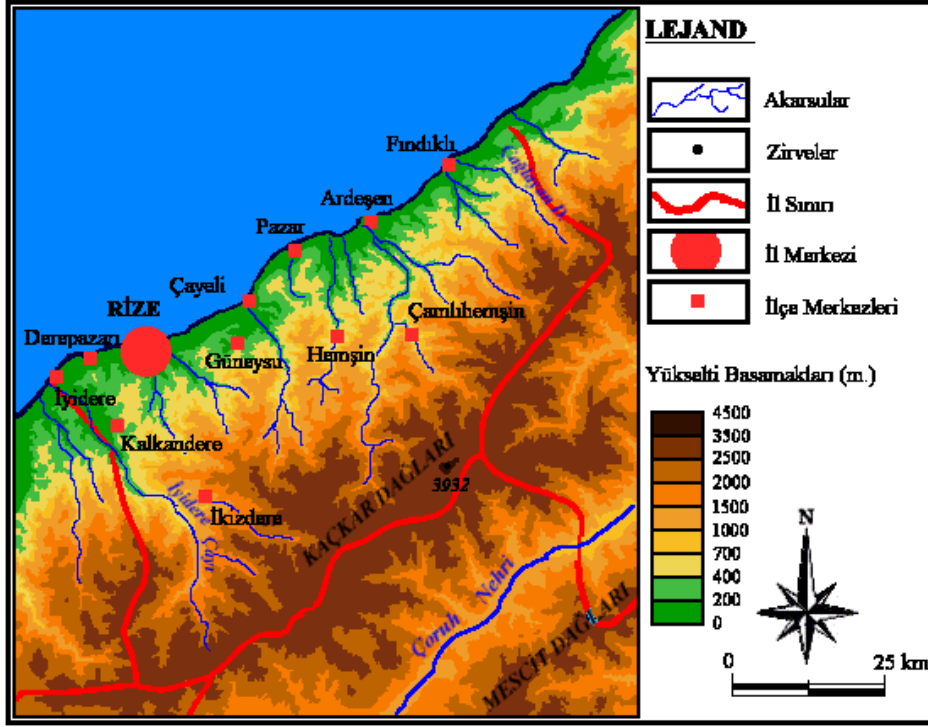 LEJAND
Akarsular
Zirveler
İl Sınırı
İl Merkezi
İlçe Merkezleri
Yükselti Basamakları (m.)
4500
3900
2500
2000
1500
1000
700
400
200
0
N
0 25 km
Fındıklı
Çağlayan D.
Ardeşen
Pazar
Çayeli
RİZE
Derepazarı
Güneysu
Hemşin
Çamlıhemşin
İyidere
Kalkandere
İkizdere
İyidere Çayı
KAÇKAR DAĞLARI
3932
Çoruh Nehri
MESCİT DAĞLARI